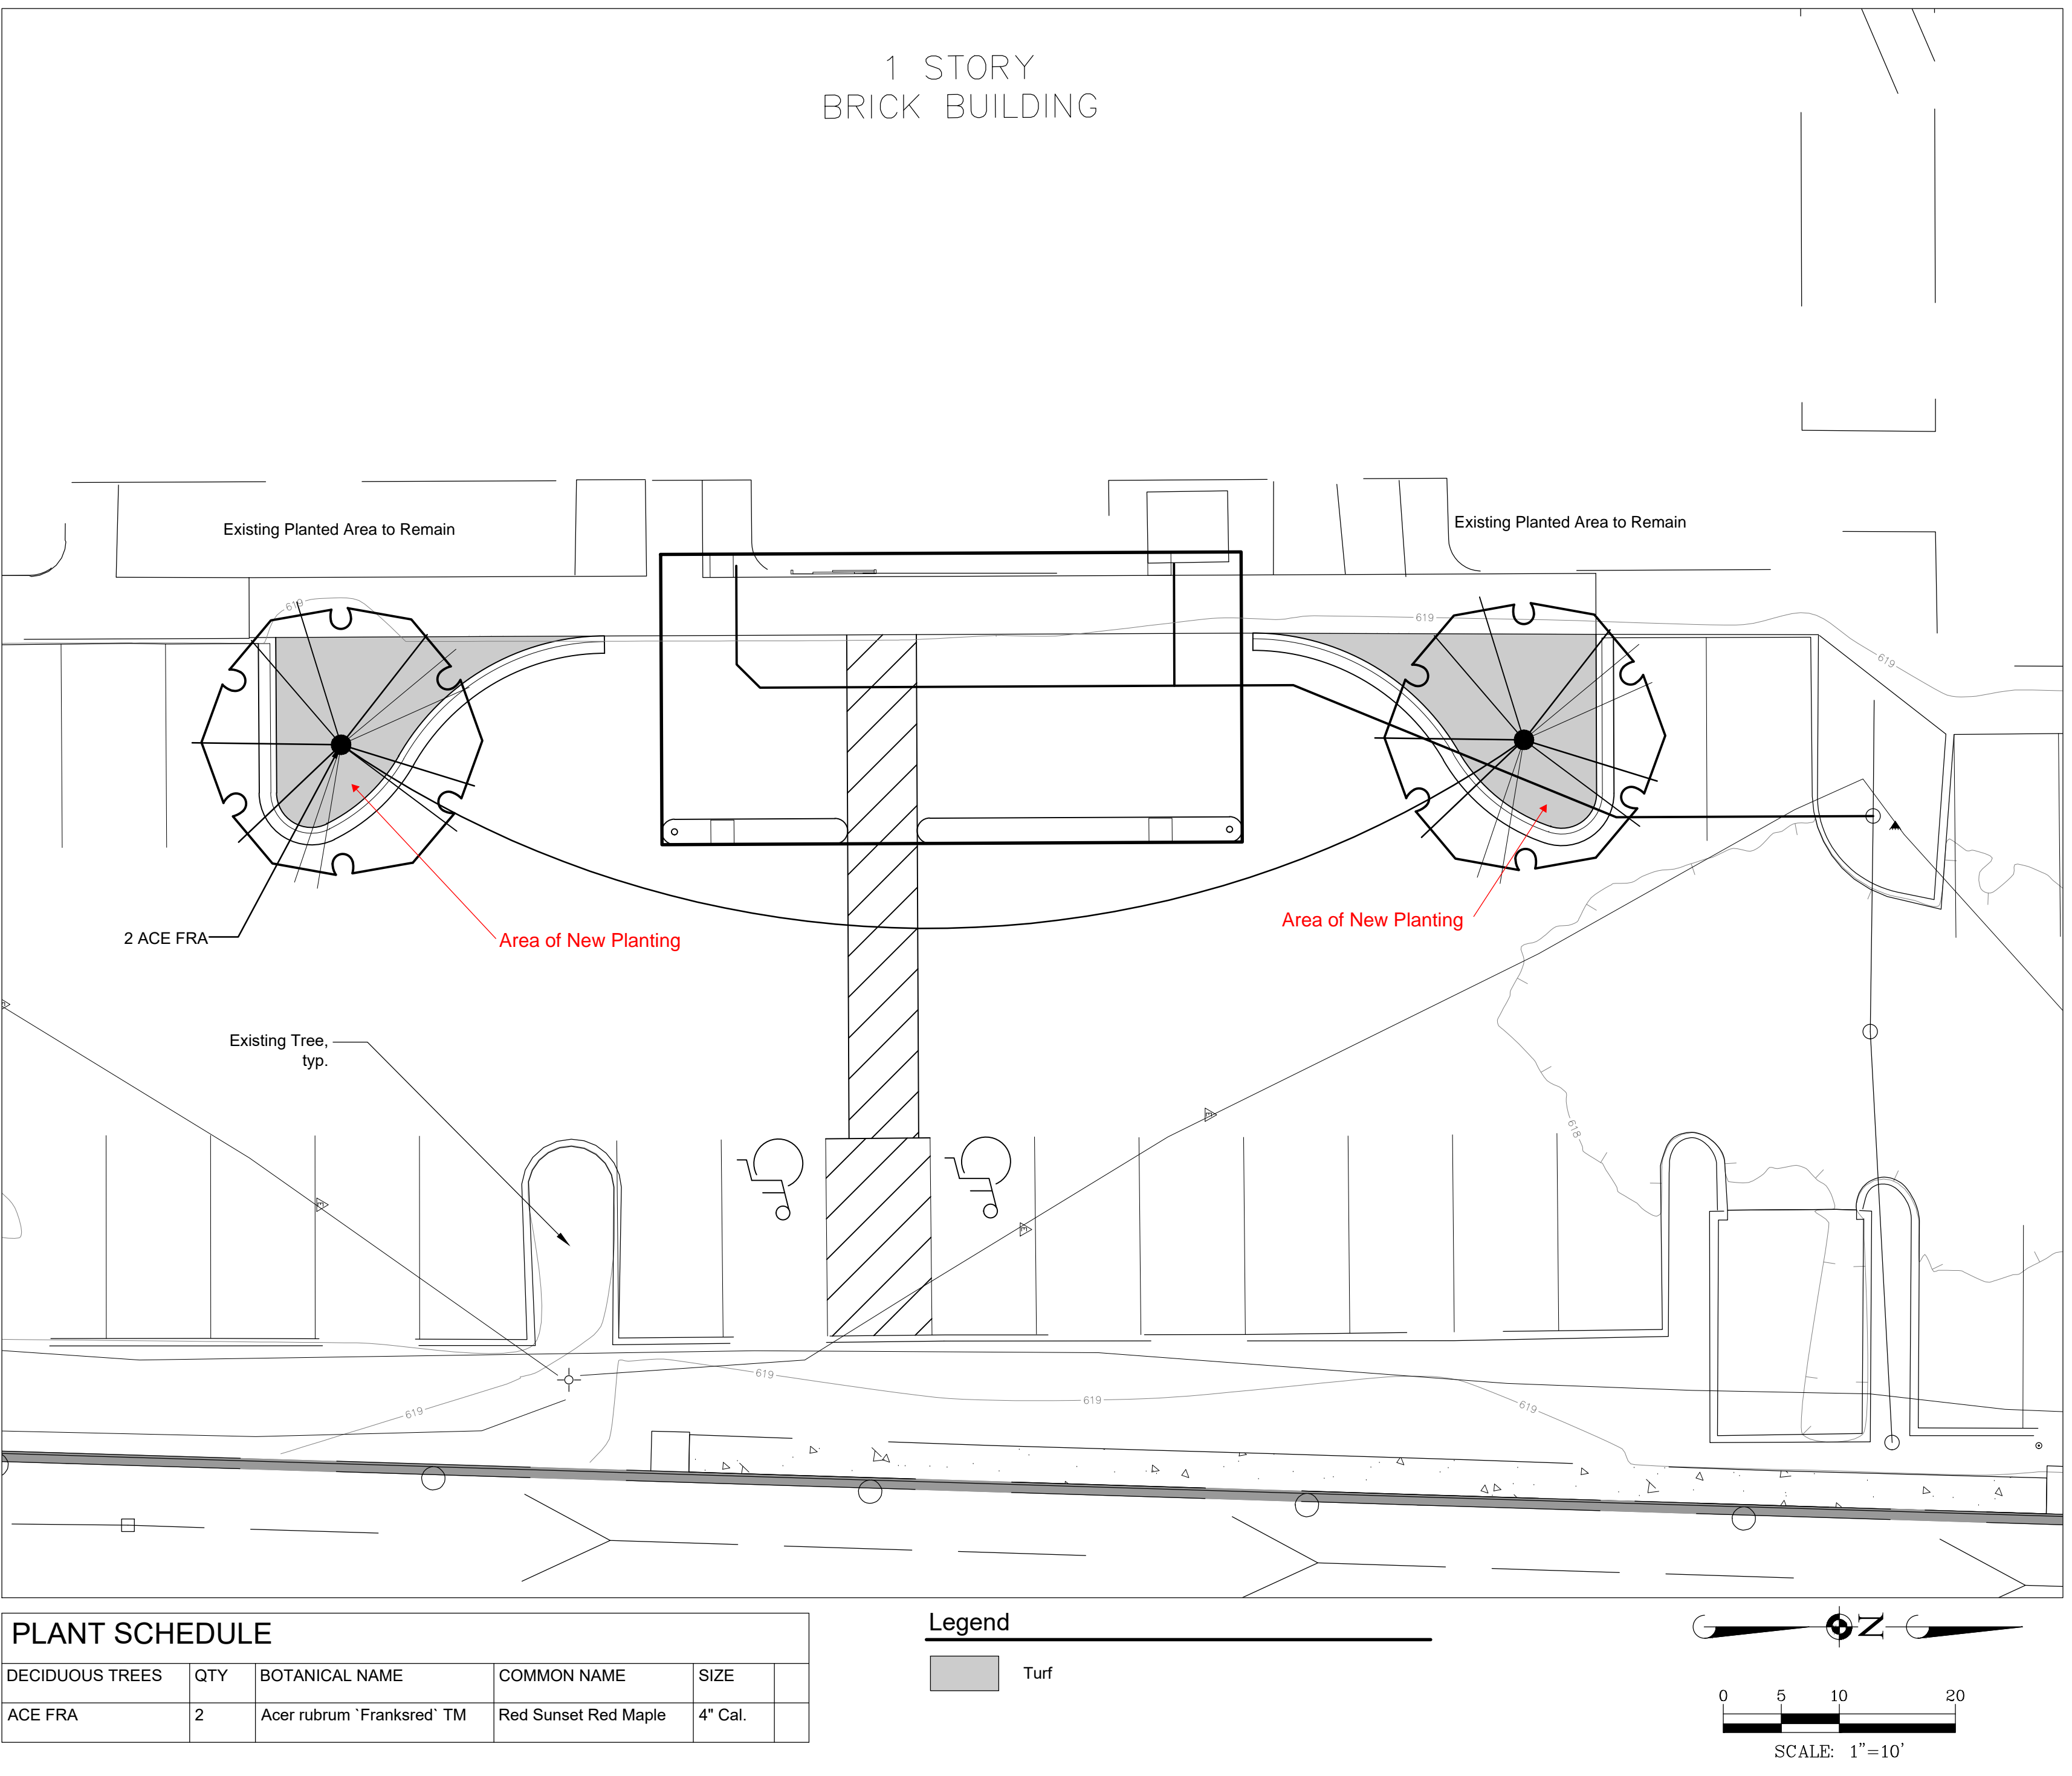 1 STORY
BRICK BUILDING
Existing Planted Area to Remain
Existing Planted Area to Remain
619
619
619
2 ACE FRA
Area of New Planting
Area of New Planting
Existing Tree,
typ.
E
E
E
618
619
619
619
619
PLANT SCHEDULE
DECIDUOUS TREES QTY BOTANICAL NAME COMMON NAME SIZE
ACE FRA 2 Acer rubrum `Franksred` TM Red Sunset Red Maple 4" Cal.
Legend
Turf
N
0 5 10 20
SCALE: 1"=10'